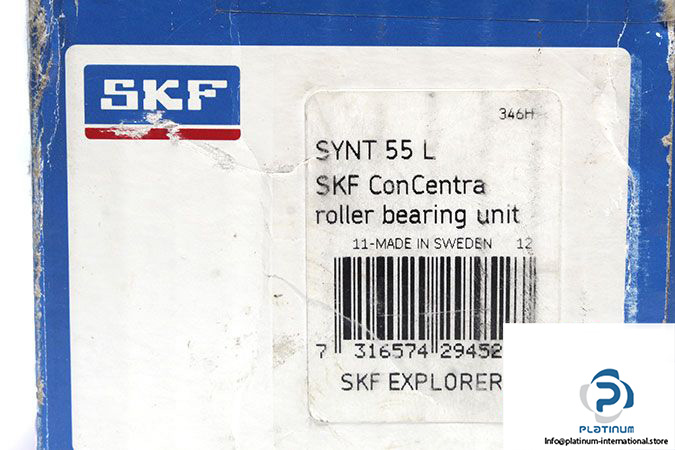 SKF
346H
SYNT 55 L
SKF ConCentra
roller bearing unit
11-MADE IN SWEDEN 12
7 316574 29452
SKF EXPLORER
PLATINUM
Info@platinum-international.store